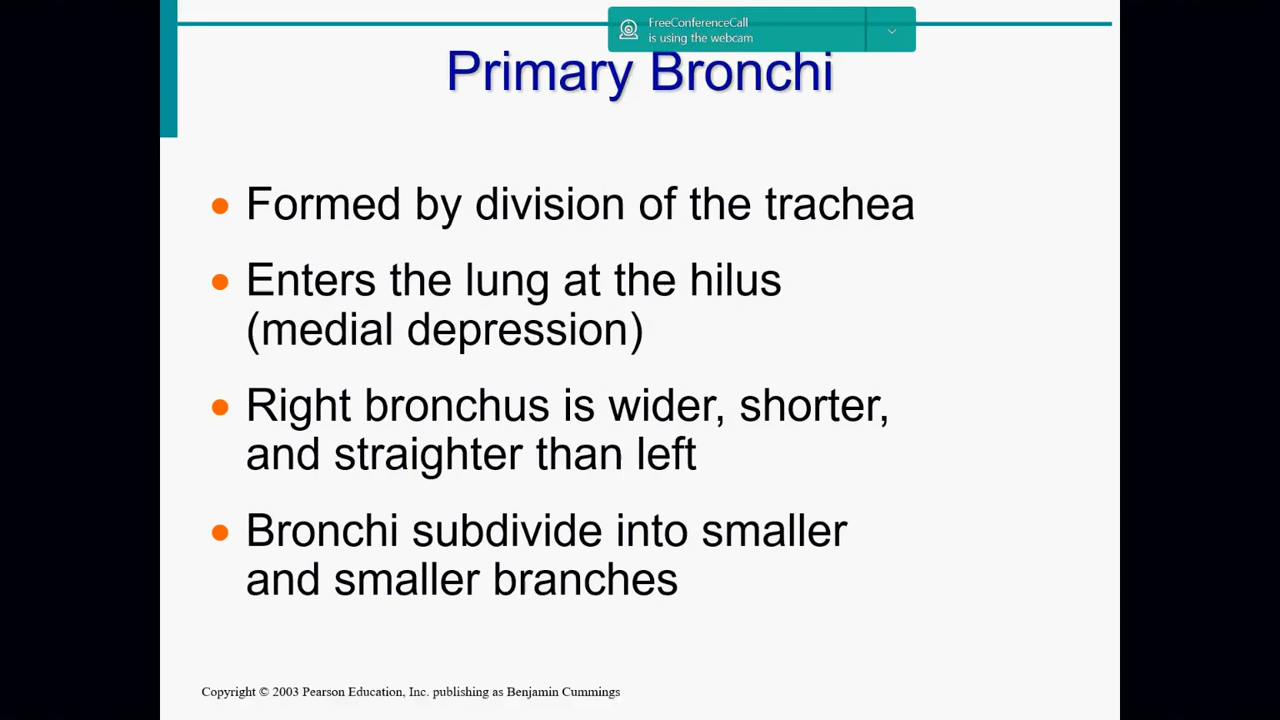 FreeConferenceCall
is using the webcam
Primary Bronchi
• Formed by division of the trachea
• Enters the lung at the hilus
(medial depression)
• Right bronchus is wider, shorter,
and straighter than left
• Bronchi subdivide into smaller
and smaller branches
Copyright © 2003 Pearson Education, Inc. publishing as Benjamin Cummings